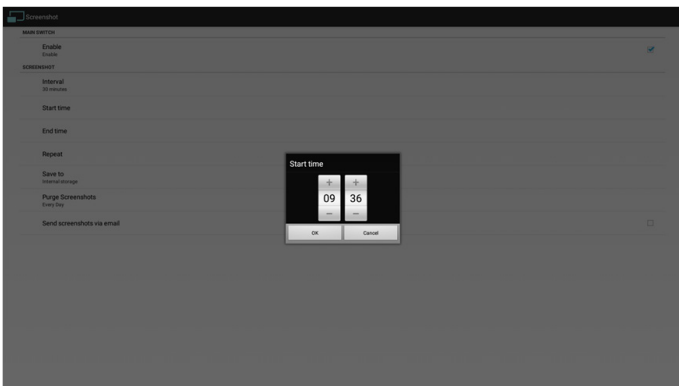 Screenshot
MAIN SWITCH
Enable
Enable
SCREENSHOT
Interval
30 minutes
Start time
End time
Repeat
Save to
Internal storage
Purge Screenshots
Every Day
Send screenshots via email
Start time
+ +
09 36
− −
OK Cancel